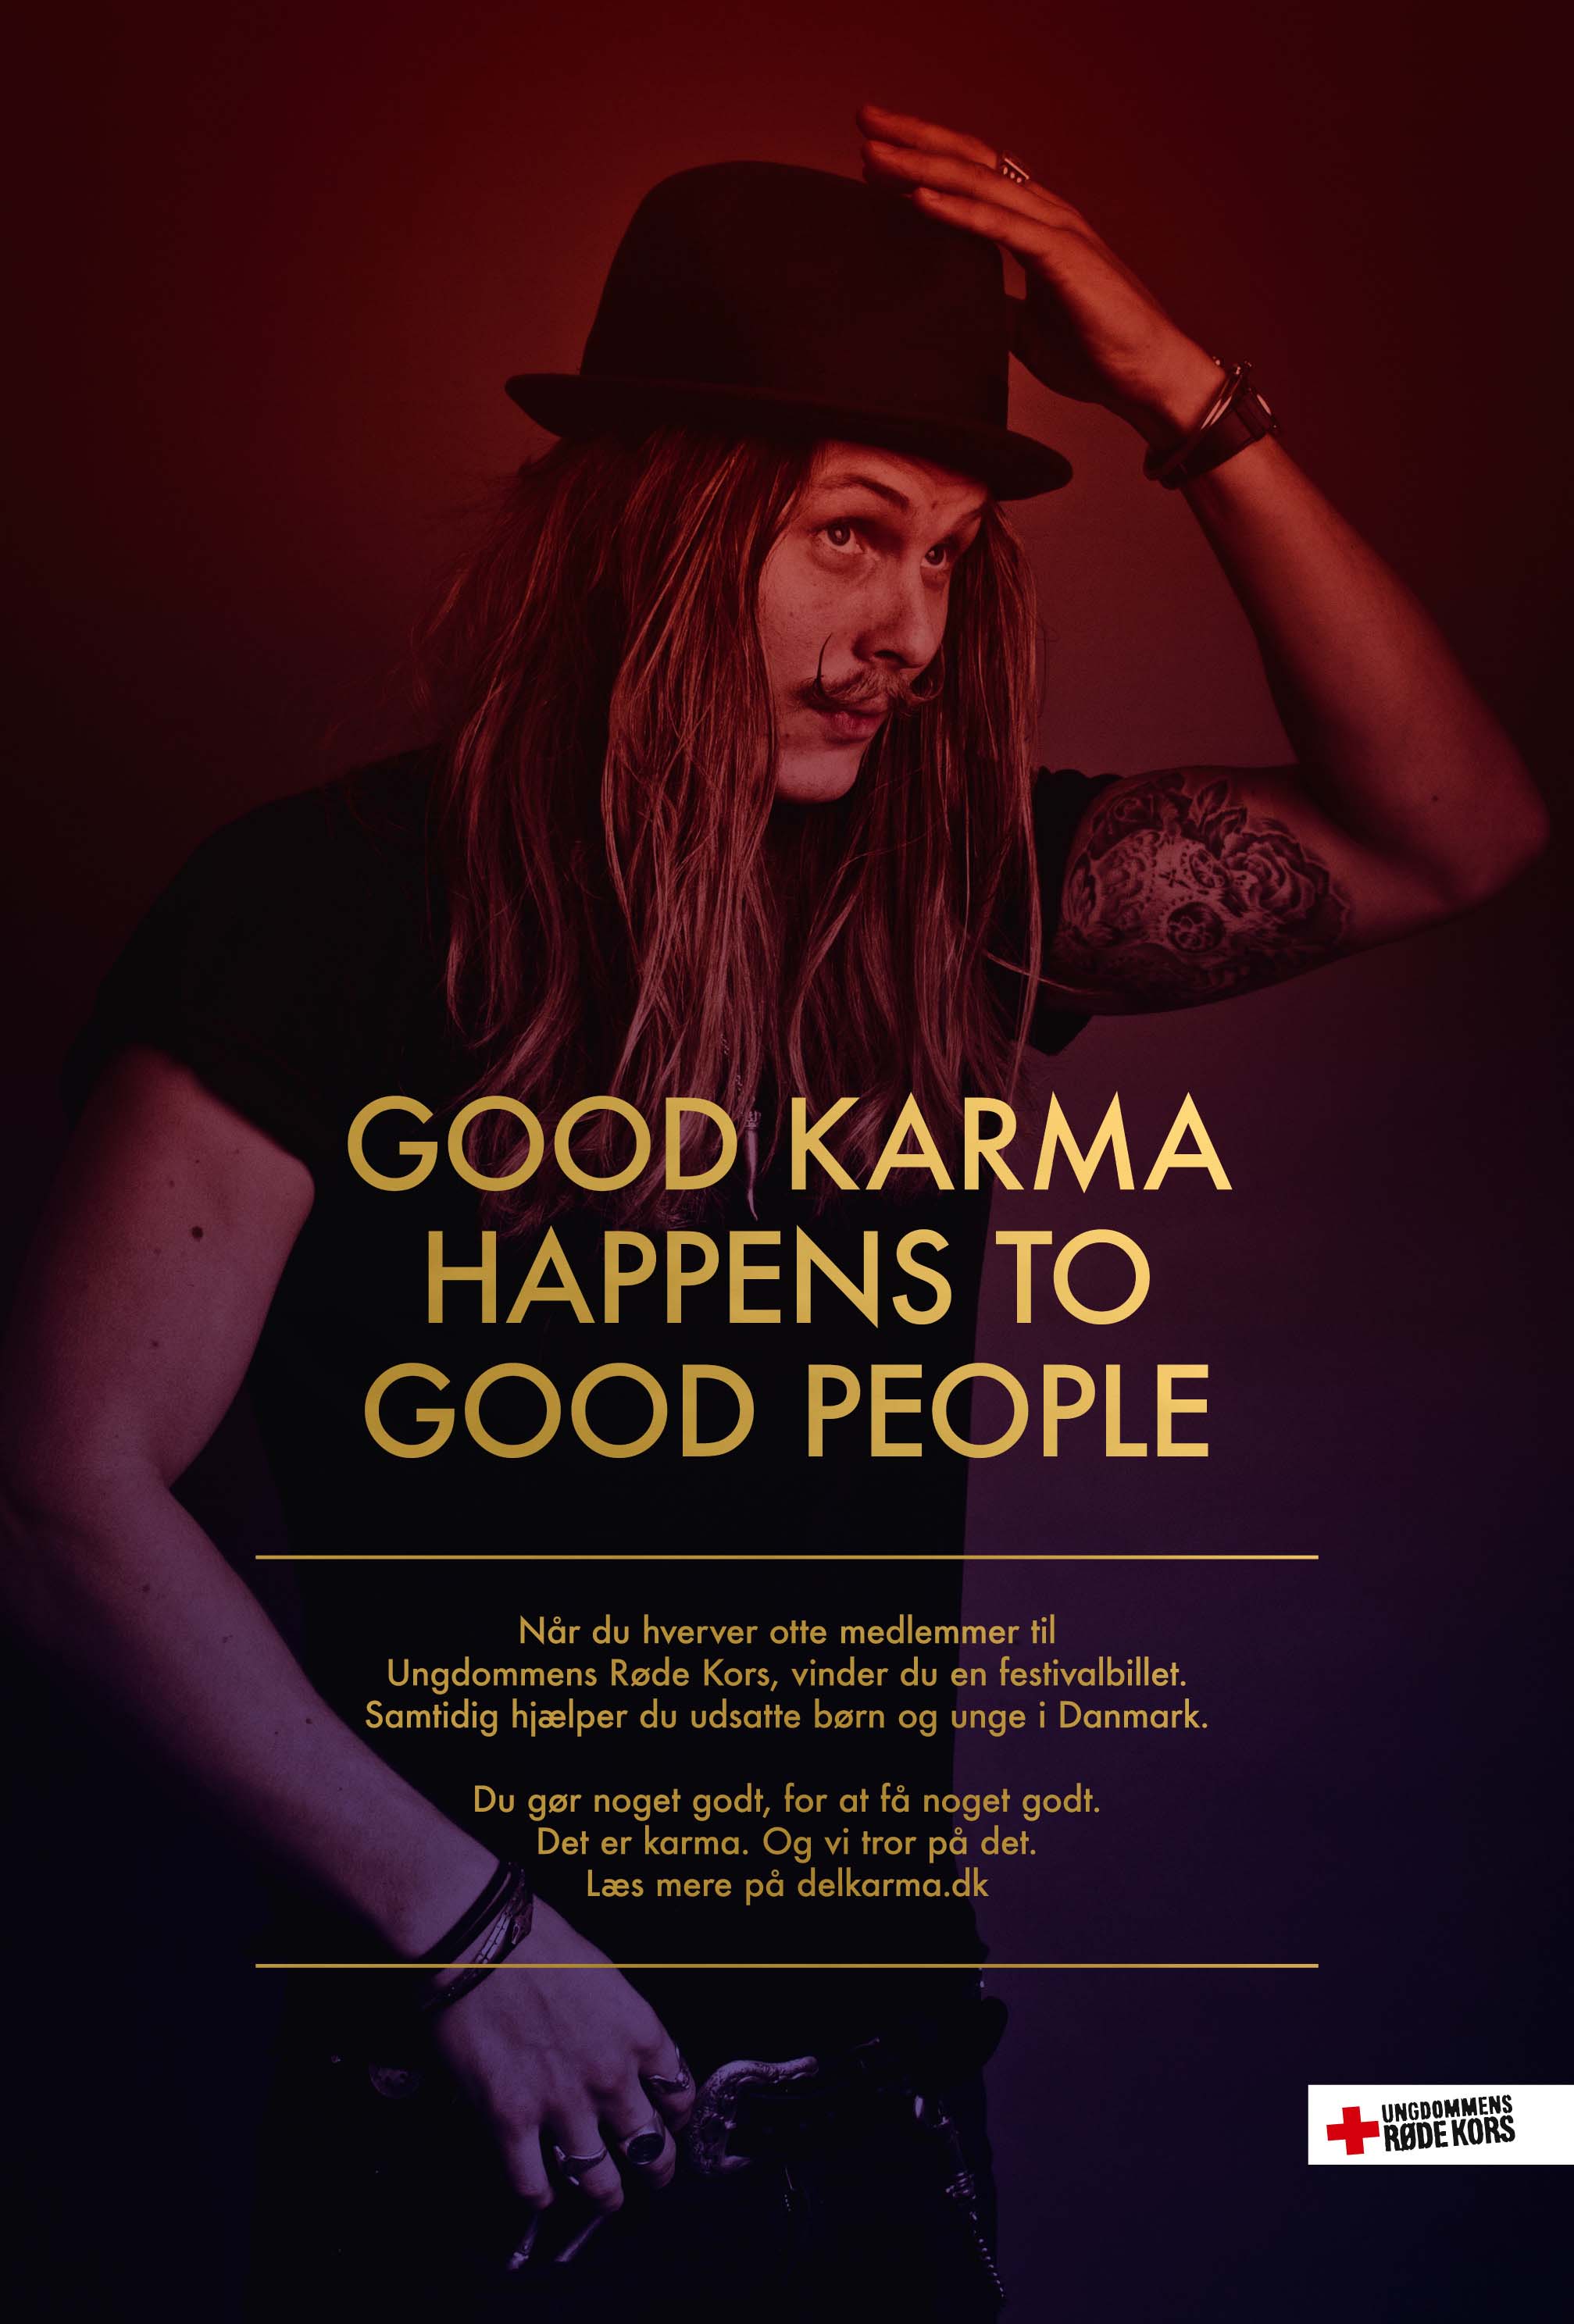 GOOD KARMA
HAPPENS TO
GOOD PEOPLE
Når du hverver otte medlemmer til
Ungdommens Røde Kors, vinder du en festivalbillet.
Samtidig hjælper du udsatte børn og unge i Danmark.
Du gør noget godt, for at få noget godt.
Det er karma. Og vi tror på det.
Læs mere på delkarma.dk
UNGDOMMENS
RØDE KORS